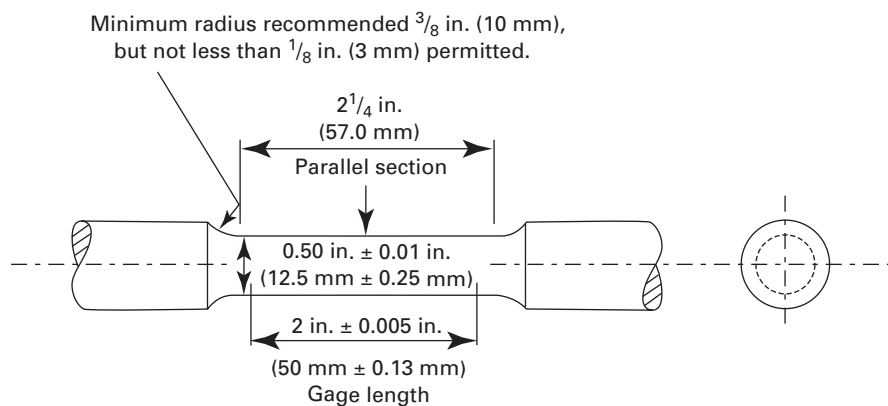 Minimum radius recommended 3/8 in. (10 mm),
but not less than 1/8 in. (3 mm) permitted.
2 1/4 in.
(57.0 mm)
Parallel section
0.50 in. ± 0.01 in.
(12.5 mm ± 0.25 mm)
2 in. ± 0.005 in.
(50 mm ± 0.13 mm)
Gage length